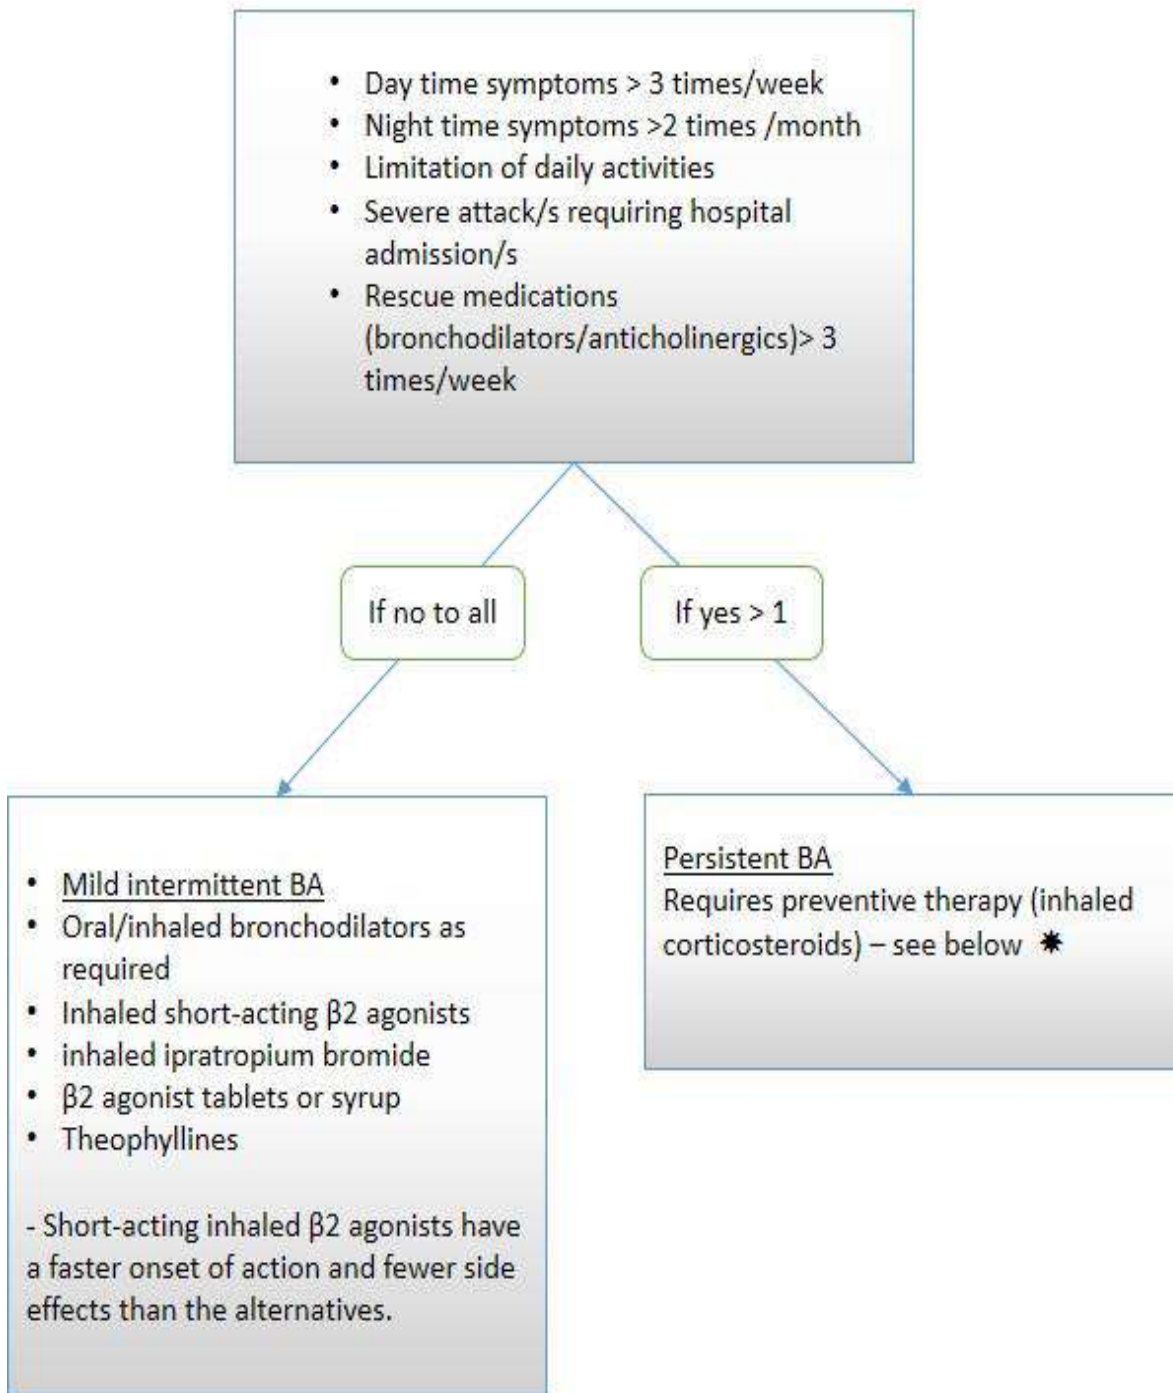 • Day time symptoms > 3 times/week
• Night time symptoms >2 times /month
• Limitation of daily activities
• Severe attack/s requiring hospital
admission/s
• Rescue medications
(bronchodilators/anticholinergics)> 3
times/week
If no to all
If yes > 1
• Mild intermittent BA
• Oral/inhaled bronchodilators as
required
• Inhaled short-acting β2 agonists
• inhaled ipratropium bromide
• β2 agonist tablets or syrup
• Theophyllines
- Short-acting inhaled β2 agonists have
a faster onset of action and fewer side
effects than the alternatives.
Persistent BA
Requires preventive therapy (inhaled
corticosteroids) – see below ✷